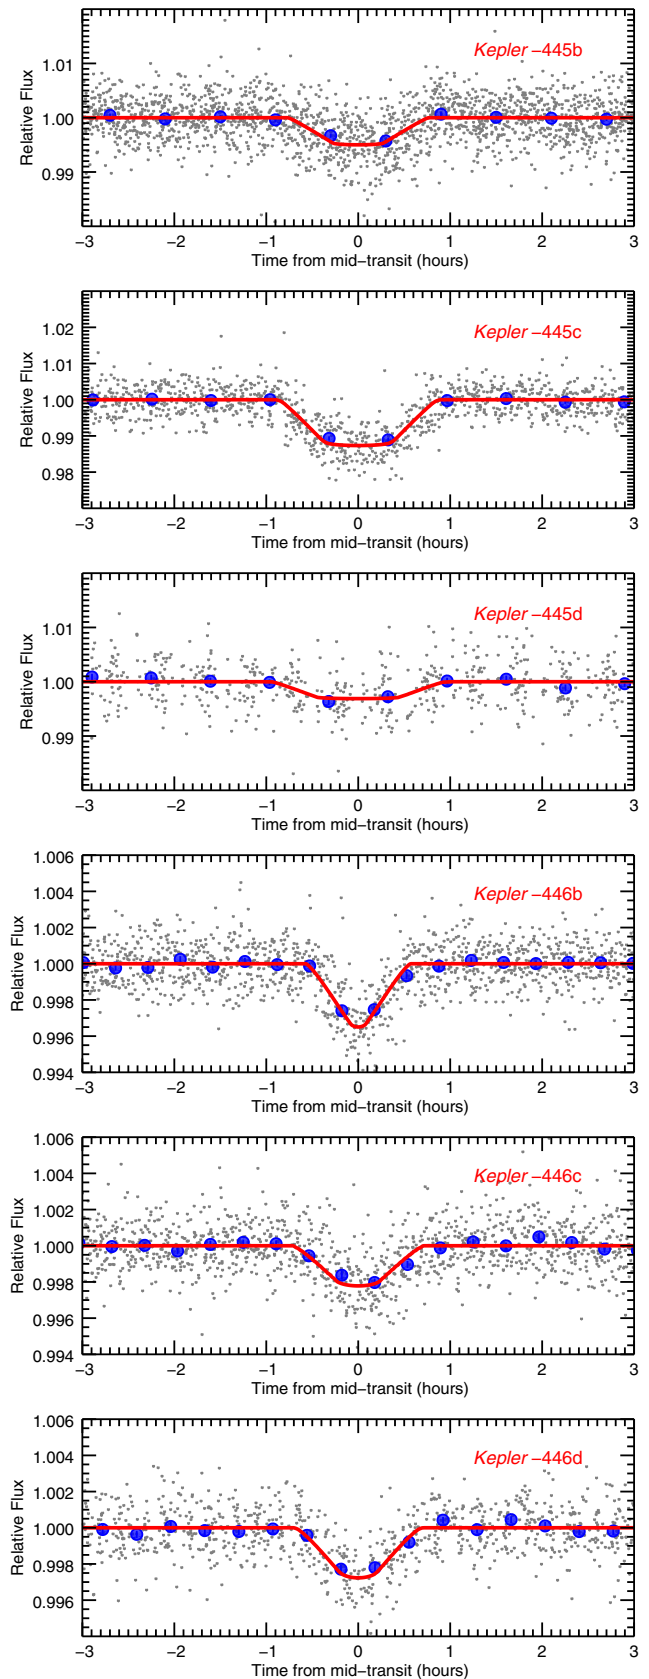 Kepler-445b
1.01
1.00
0.99
Relative Flux
−3 −2 −1 0 1 2 3
Time from mid−transit (hours)
Kepler-445c
1.02
1.01
1.00
0.99
0.98
Relative Flux
−3 −2 −1 0 1 2 3
Time from mid−transit (hours)
Kepler-445d
1.01
1.00
0.99
Relative Flux
−3 −2 −1 0 1 2 3
Time from mid−transit (hours)
1.006
Kepler-446b
1.004
1.002
1.000
0.998
0.996
0.994
Relative Flux
−3 −2 −1 0 1 2 3
Time from mid−transit (hours)
1.006
Kepler-446c
1.004
1.002
1.000
0.998
0.996
0.994
Relative Flux
−3 −2 −1 0 1 2 3
Time from mid−transit (hours)
1.006
Kepler-446d
1.004
1.002
1.000
0.998
0.996
Relative Flux
−3 −2 −1 0 1 2 3
Time from mid−transit (hours)